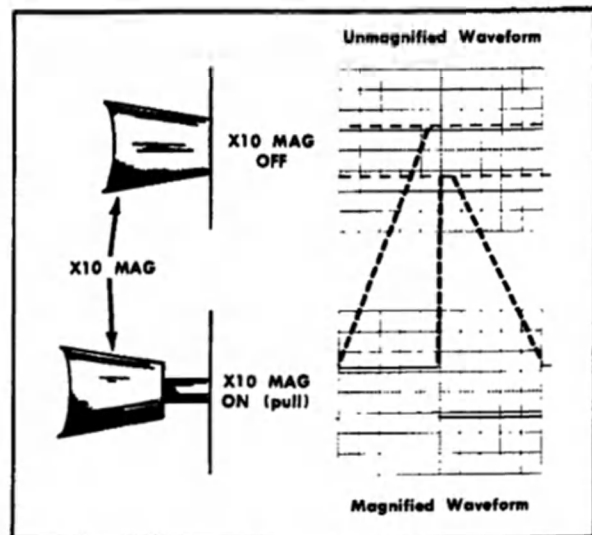 Unmagnified Waveform
X10 MAG
OFF
X10 MAG
X10 MAG
ON (pull)
Magnified Waveform